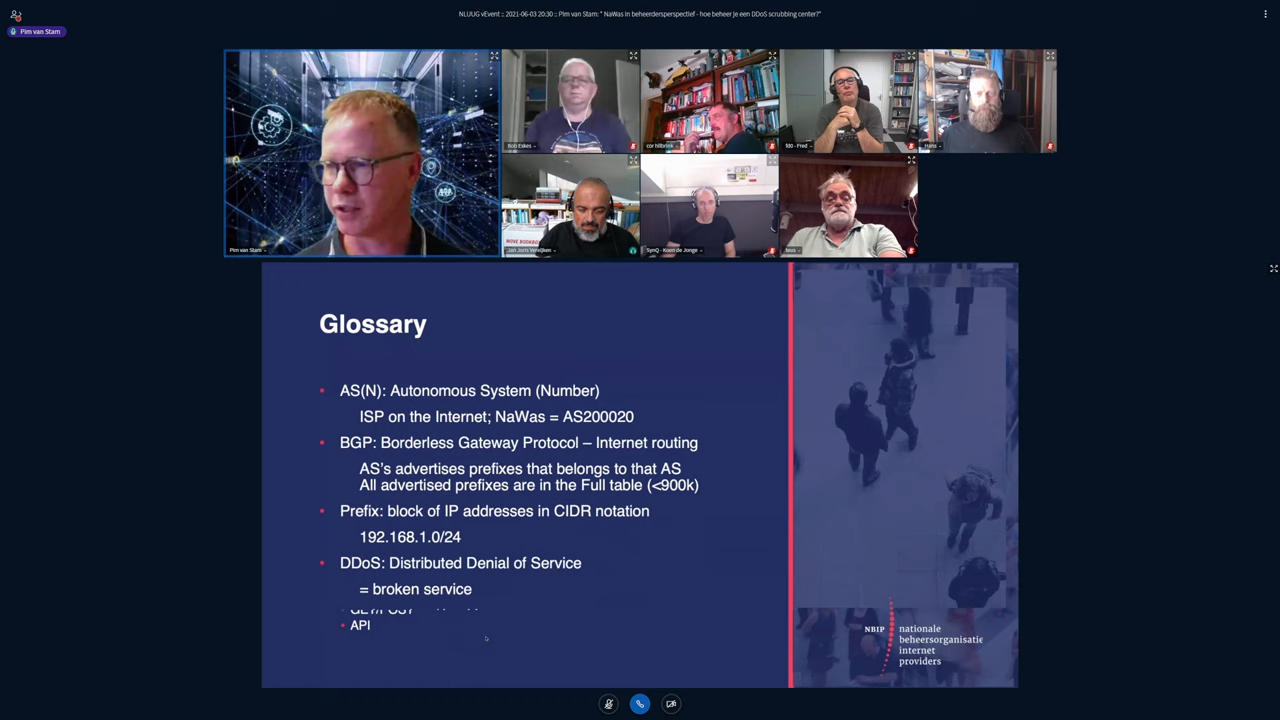 NLUUG vEvent :: 2021-06-03 20:30 :: Pim van Stam: " NaWas in beheerdersperspectief - hoe beheer je een DDoS scrubbing center?"
Pim van Stam
Pim van Stam
Rob Eskes
cor hilbrink
fdo - Fred
Hans
Jan Joris Vereijken
SynQ - Koen de Jonge
teus
Glossary
• AS(N): Autonomous System (Number)
ISP on the Internet; NaWas = AS200020
• BGP: Borderless Gateway Protocol – Internet routing
AS's advertises prefixes that belongs to that AS
All advertised prefixes are in the Full table (<900k)
• Prefix: block of IP addresses in CIDR notation
192.168.1.0/24
• DDoS: Distributed Denial of Service
= broken service
• API
NBIP
nationale
beheersorganisatie
internet
providers